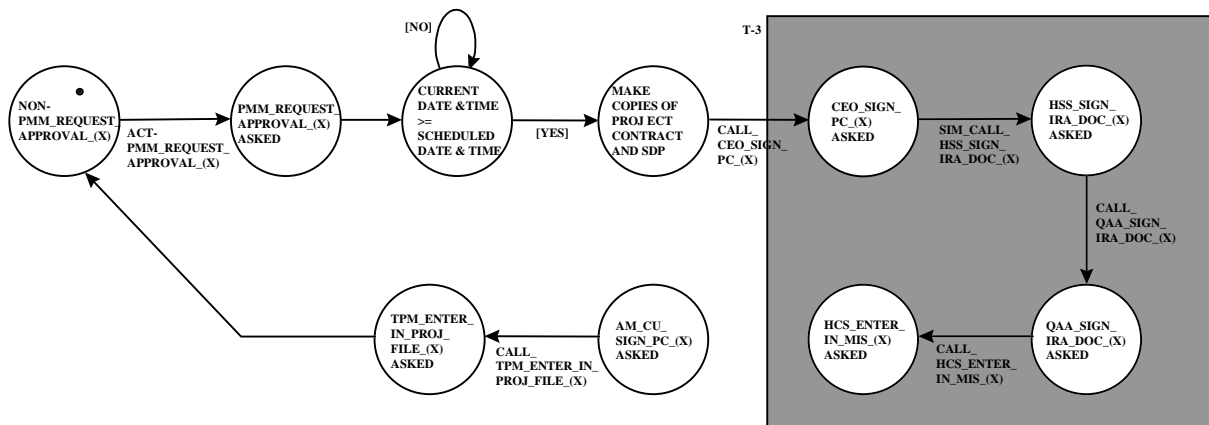 [NO]
T-3
NON-
PMM_REQUEST_
APPROVAL_(X)
ACT-
PMM_REQUEST_
APPROVAL_(X)
PMM_REQUEST_
APPROVAL_(X)
ASKED
CURRENT
DATE &TIME
>=
SCHEDULED
DATE & TIME
[YES]
MAKE
COPIES OF
PROJ ECT
CONTRACT
AND SDP
CALL_
CEO_SIGN_
PC_(X)
CEO_SIGN_
PC_(X)
ASKED
SIM_CALL_
HSS_SIGN_
IRA_DOC_(X)
HSS_SIGN_
IRA_DOC_(X)
ASKED
CALL_
QAA_SIGN_
IRA_DOC_(X)
TPM_ENTER_
IN_PROJ_
FILE_(X)
ASKED
CALL_
TPM_ENTER_IN_
PROJ_FILE_(X)
AM_CU_
SIGN_PC_(X)
ASKED
HCS_ENTER_
IN_MIS_(X)
ASKED
CALL_
HCS_ENTER_
IN_MIS_(X)
QAA_SIGN_
IRA_DOC_(X)
ASKED